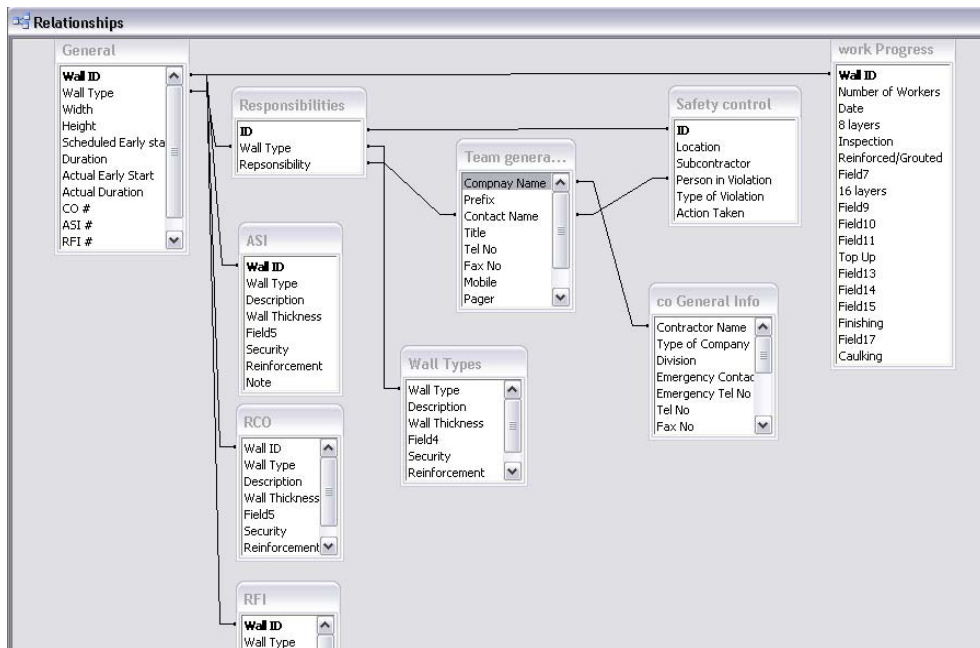 Relationships
General
Wall ID
Wall Type
Width
Height
Scheduled Early sta
Duration
Actual Early Start
Actual Duration
CO #
ASI #
RFI #
Responsibilities
ID
Wall Type
Repsonsibility
ASI
Wall ID
Wall Type
Description
Wall Thickness
Field5
Security
Reinforcement
Note
RCO
Wall ID
Wall Type
Description
Wall Thickness
Field5
Security
Reinforcement
RFI
Wall ID
Wall Type
Team genera...
Compnay Name
Prefix
Contact Name
Title
Tel No
Fax No
Mobile
Pager
Wall Types
Wall Type
Description
Wall Thickness
Field4
Security
Reinforcement
Safety control
ID
Location
Subcontractor
Person in Violation
Type of Violation
Action Taken
co General Info
Contractor Name
Type of Company
Division
Emergency Contac
Emergency Tel No
Tel No
Fax No
work Progress
Wall ID
Number of Workers
Date
8 layers
Inspection
Reinforced/Grouted
Field7
16 layers
Field9
Field10
Field11
Top Up
Field13
Field14
Field15
Finishing
Field17
Caulking